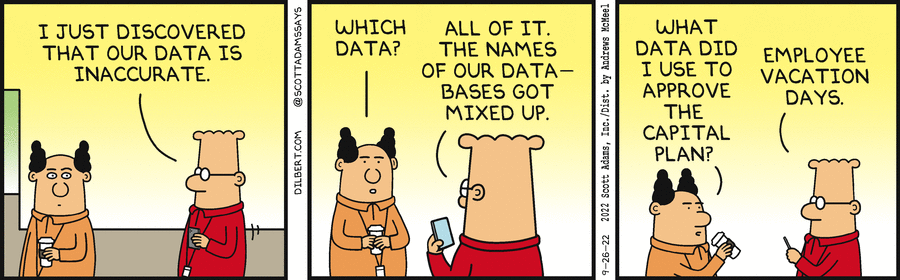 I JUST DISCOVERED
THAT OUR DATA IS
INACCURATE.
DILBERT.COM @SCOTTADAMSSAYS
WHICH
DATA?
ALL OF IT.
THE NAMES
OF OUR DATA—
BASES GOT
MIXED UP.
9-26-22 2022 Scott Adams, Inc./Dist. by Andrews McMeel
WHAT
DATA DID
I USE TO
APPROVE
THE
CAPITAL
PLAN?
EMPLOYEE
VACATION
DAYS.